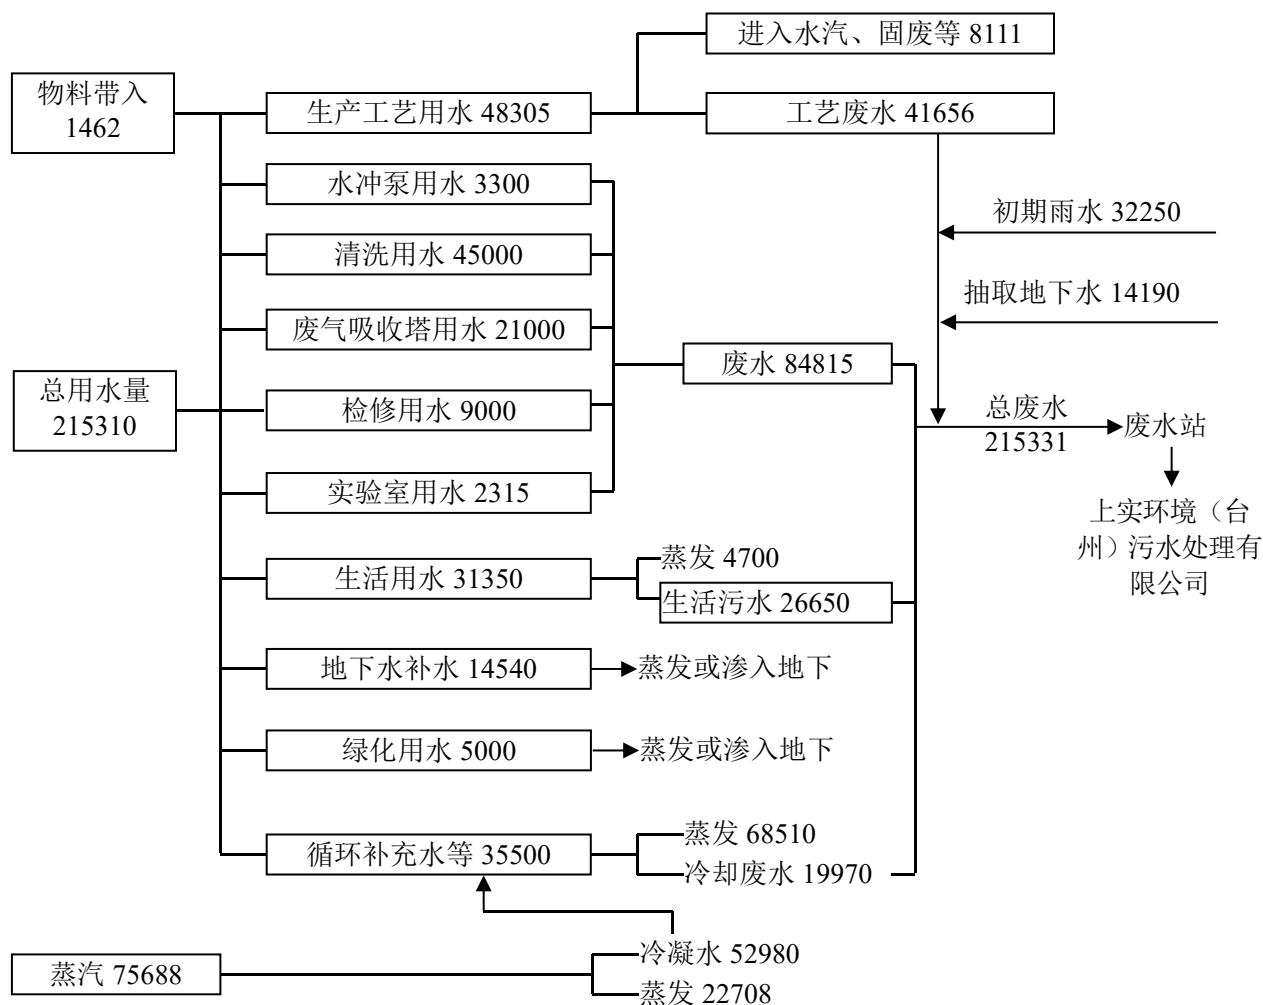 进入水汽、固废等 8111
物料带入
1462
生产工艺用水 48305
工艺废水 41656
水冲泵用水 3300
初期雨水 32250
清洗用水 45000
抽取地下水 14190
废气吸收塔用水 21000
废水 84815
总用水量
215310
检修用水 9000
总废水
215331
废水站
实验室用水 2315
上实环境（台
州）污水处理有
限公司
蒸发 4700
生活用水 31350
生活污水 26650
地下水补水 14540
蒸发或渗入地下
绿化用水 5000
蒸发或渗入地下
蒸发 68510
循环补充水等 35500
冷却废水 19970
冷凝水 52980
蒸汽 75688
蒸发 22708